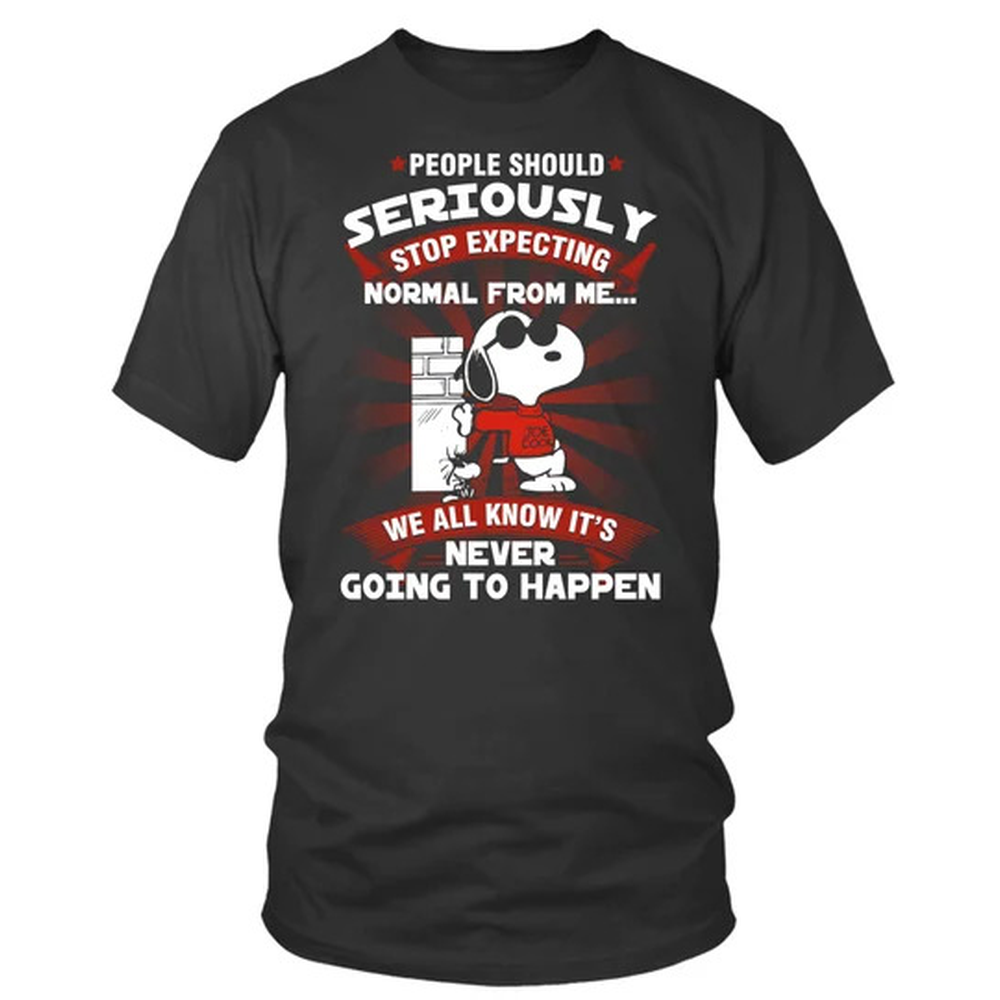 PEOPLE SHOULD
SERIOUSLY
STOP EXPECTING
NORMAL FROM ME...
JOE
COOL
WE ALL KNOW IT'S
NEVER
GOING TO HAPPEN